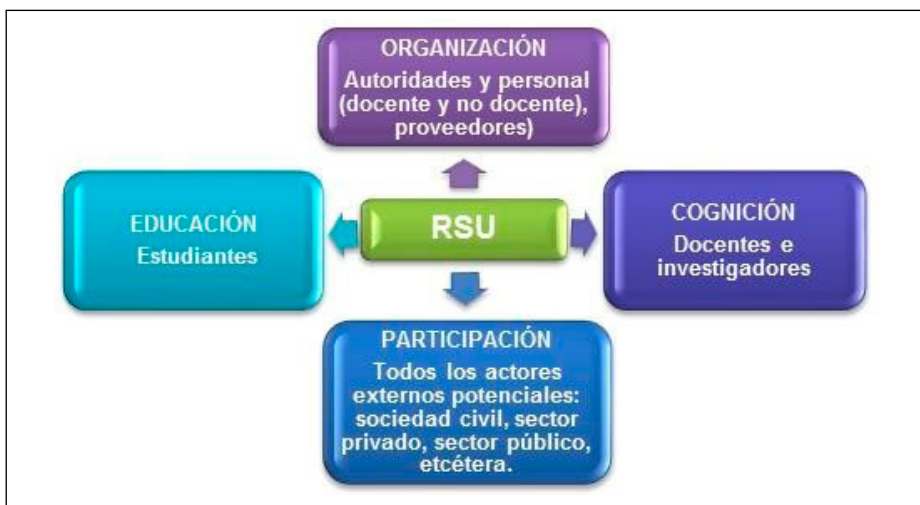 ORGANIZACIÓN
Autoridades y personal
(docente y no docente),
proveedores)
EDUCACIÓN
Estudiantes
RSU
COGNICIÓN
Docentes e
investigadores
PARTICIPACIÓN
Todos los actores
externos potenciales:
sociedad civil, sector
privado, sector público,
etcétera.